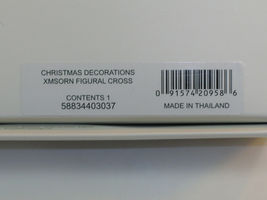 CHRISTMAS DECORATIONS
XMSORN FIGURAL CROSS
CONTENTS 1
58834403037
0 91574 20958 6
MADE IN THAILAND